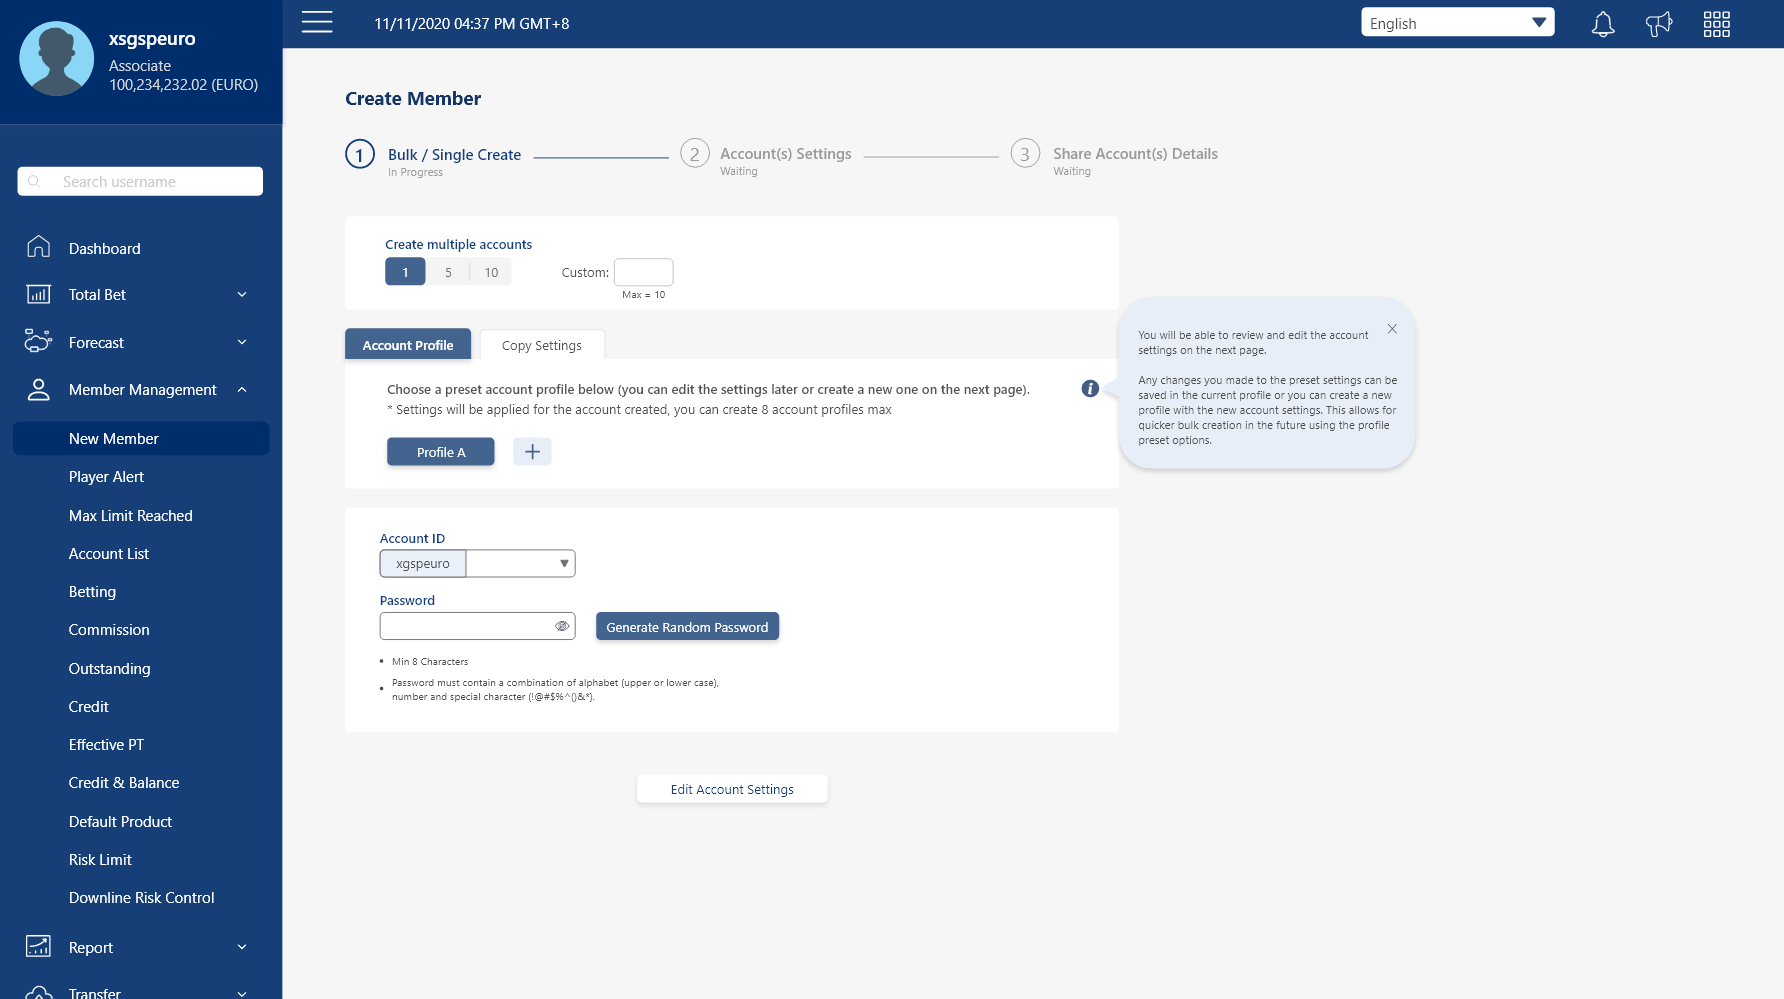 xsgspeuro
Associate
100,234,232.02 (EURO)
11/11/2020 04:37 PM GMT+8
English
Search username
Dashboard
Total Bet
Forecast
Member Management
New Member
Player Alert
Max Limit Reached
Account List
Betting
Commission
Outstanding
Credit
Effective PT
Credit & Balance
Default Product
Risk Limit
Downline Risk Control
Report
Transfer
Create Member
1 Bulk / Single Create
In Progress
2 Account(s) Settings
Waiting
3 Share Account(s) Details
Waiting
Create multiple accounts
1 5 10 Custom:
Max = 10
Account Profile Copy Settings
Choose a preset account profile below (you can edit the settings later or create a new one on the next page).
* Settings will be applied for the account created, you can create 8 account profiles max
Profile A +
i
You will be able to review and edit the account
settings on the next page.
Any changes you made to the preset settings can be
saved in the current profile or you can create a new
profile with the new account settings. This allows for
quicker bulk creation in the future using the profile
preset options.
Account ID
xgspeuro
Password
Generate Random Password
• Min 8 Characters
• Password must contain a combination of alphabet (upper or lower case),
number and special character (!@#$%^()&*).
Edit Account Settings